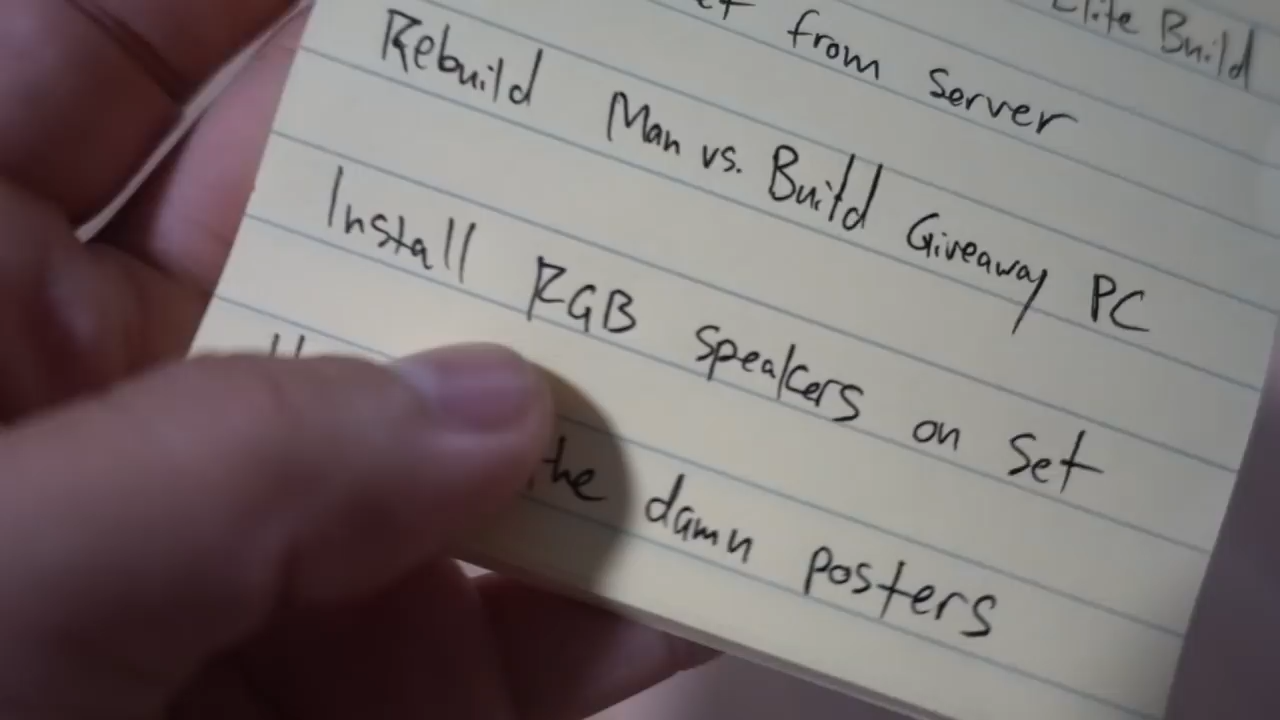 Elite Build
from Server
Rebuild Man vs. Build Giveaway PC
Install RGB Speakers on Set
the damn posters